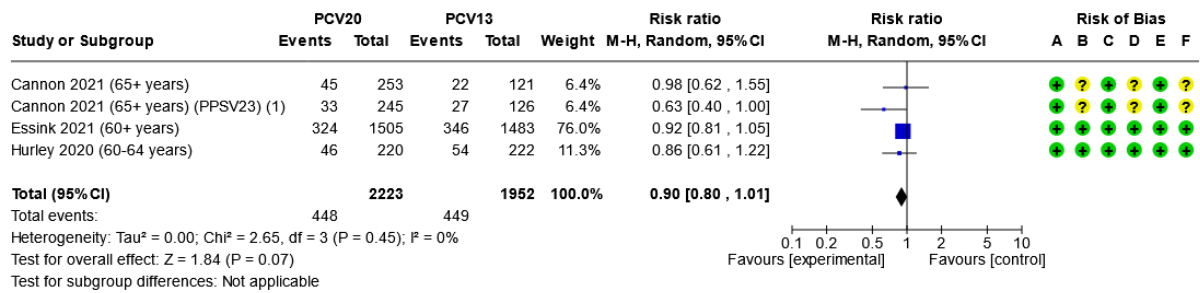 PCV20 PCV13 Risk ratio Risk ratio Risk of Bias
Study or Subgroup Events Total Events Total Weight M-H, Random, 95% CI M-H, Random, 95% CI A B C D E F
Cannon 2021 (65+ years) 45 253 22 121 6.4% 0.98 [0.62 , 1.55] + ? + ? + ?
Cannon 2021 (65+ years) (PPSV23) (1) 33 245 27 126 6.4% 0.63 [0.40 , 1.00] + ? + ? + ?
Essink 2021 (60+ years) 324 1505 346 1483 76.0% 0.92 [0.81 , 1.05] + + + + + +
Hurley 2020 (60-64 years) 46 220 54 222 11.3% 0.86 [0.61 , 1.22] + + + + + +
Total (95% CI) 2223 1952 100.0% 0.90 [0.80 , 1.01]
Total events: 448 449
Heterogeneity: Tau² = 0.00; Chi² = 2.65, df = 3 (P = 0.45); I² = 0%
0.1 0.2 0.5 1 2 5 10
Test for overall effect: Z = 1.84 (P = 0.07) Favours [experimental] Favours [control]
Test for subgroup differences: Not applicable